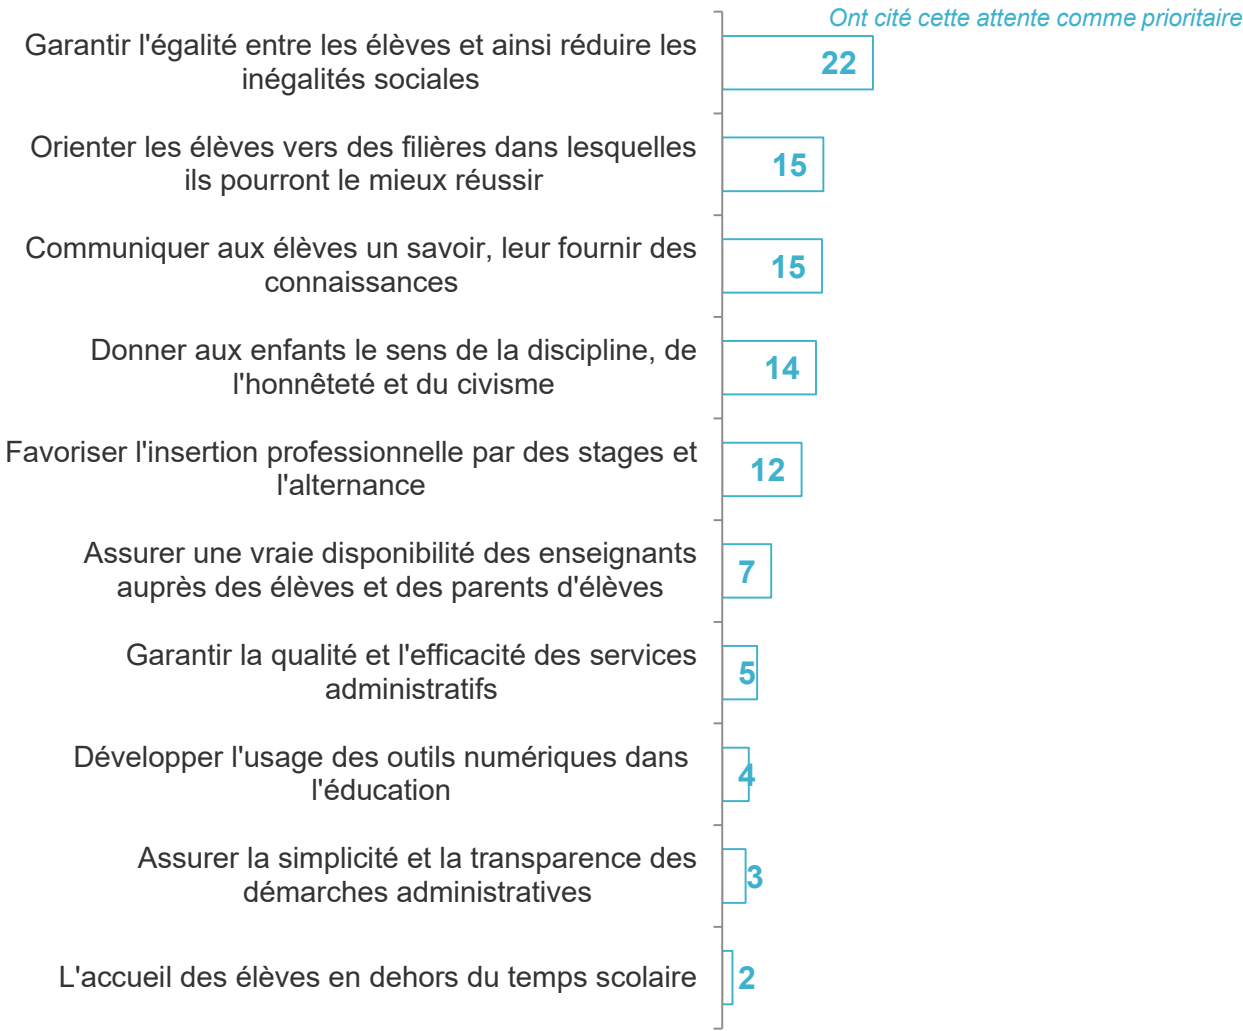 Ont cité cette attente comme prioritaire
Garantir l'égalité entre les élèves et ainsi réduire les
inégalités sociales
22
Orienter les élèves vers des filières dans lesquelles
ils pourront le mieux réussir
15
Communiquer aux élèves un savoir, leur fournir des
connaissances
15
Donner aux enfants le sens de la discipline, de
l'honnêteté et du civisme
14
Favoriser l'insertion professionnelle par des stages et
l'alternance
12
Assurer une vraie disponibilité des enseignants
auprès des élèves et des parents d'élèves
7
Garantir la qualité et l'efficacité des services
administratifs
5
Développer l'usage des outils numériques dans
l'éducation
4
Assurer la simplicité et la transparence des
démarches administratives
3
L'accueil des élèves en dehors du temps scolaire
2